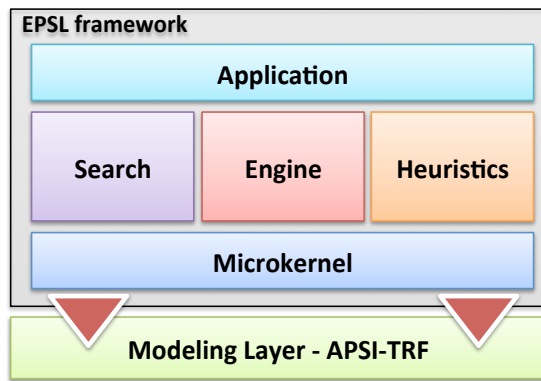 EPSL framework
Application
Search
Engine
Heuristics
Microkernel
Modeling Layer - APSI-TRF